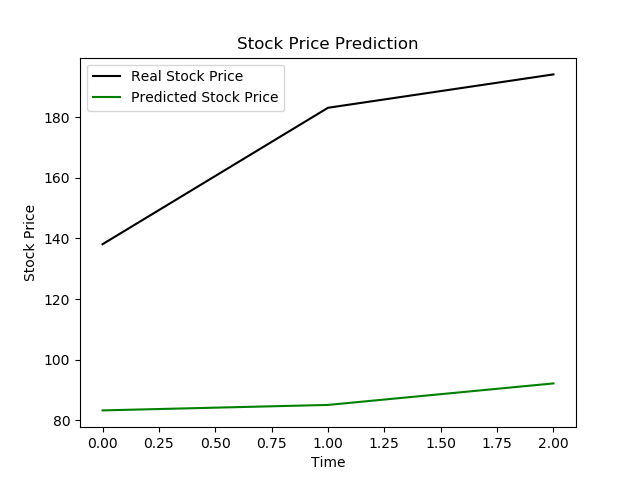 Stock Price Prediction
Real Stock Price
Predicted Stock Price
Stock Price
180
160
140
120
100
80
0.00 0.25 0.50 0.75 1.00 1.25 1.50 1.75 2.00
Time